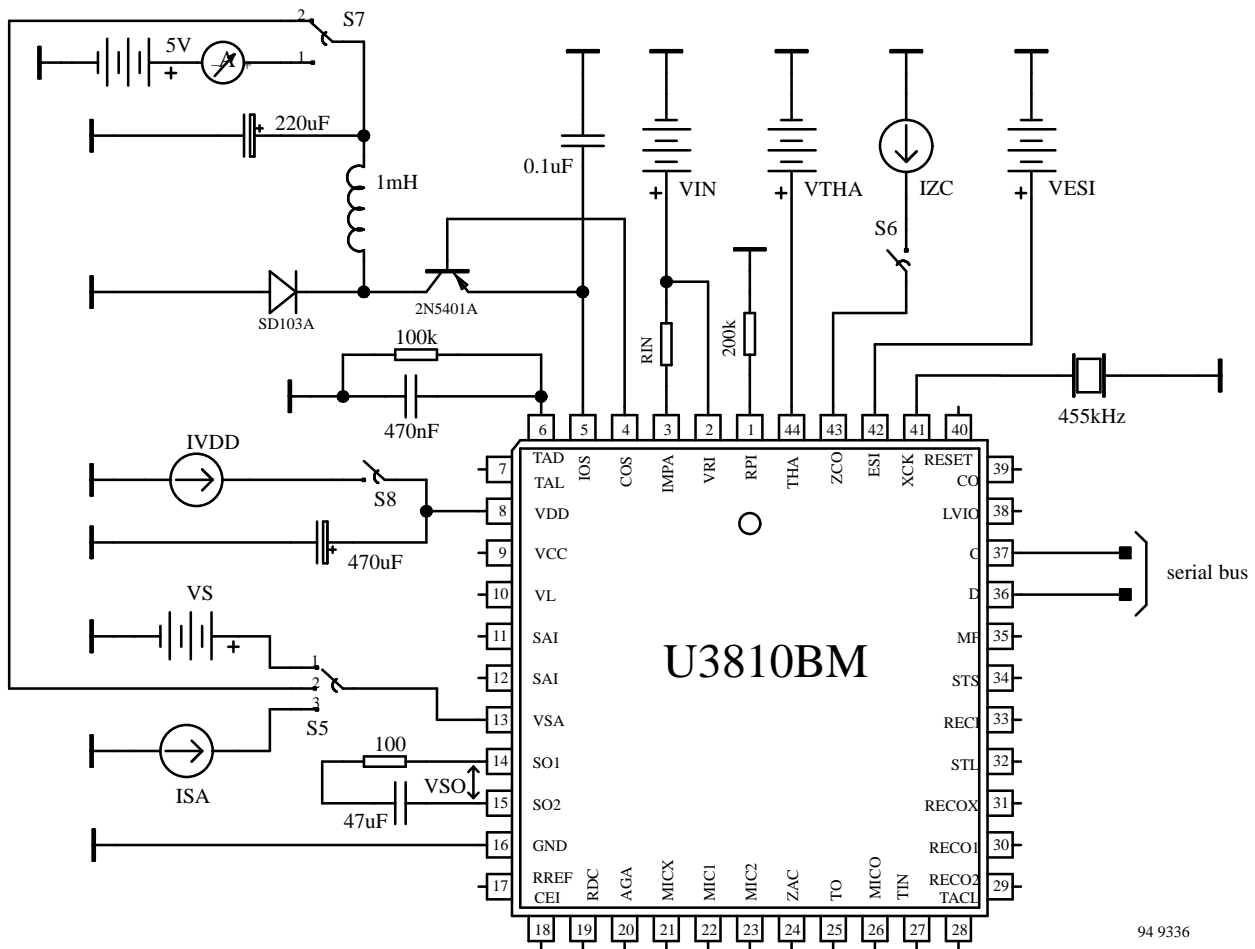 2
S7
5V
+
A
1
220uF
+
1mH
0.1uF
VIN
+
VTHA
+
IZC
VESI
+
S6
SD103A
2N5401A
RIN
200k
100k
470nF
455kHz
IVDD
S8
+
470uF
VS
+
1
2
3
S5
ISA
100
VSO
47uF
6 5 4 3 2 1 44 43 42 41 40
TAD
TAL
IOS
COS
IMPA
VRI
RPI
THA
ZCO
ESI
XCK
RESET
7
8 VDD
9 VCC
10 VL
11 SAI
12 SAI
13 VSA
14 SO1
15 SO2
16 GND
17 RREF
CEI
U3810BM
CO 39
LVIO 38
C 37
D 36
serial bus
MF 35
STS 34
RECI 33
STL 32
RECOX 31
RECO1 30
RECO2 29
TACL
RDC
AGA
MICX
MIC1
MIC2
ZAC
TO
MICO
TIN
18 19 20 21 22 23 24 25 26 27 28
94 9336